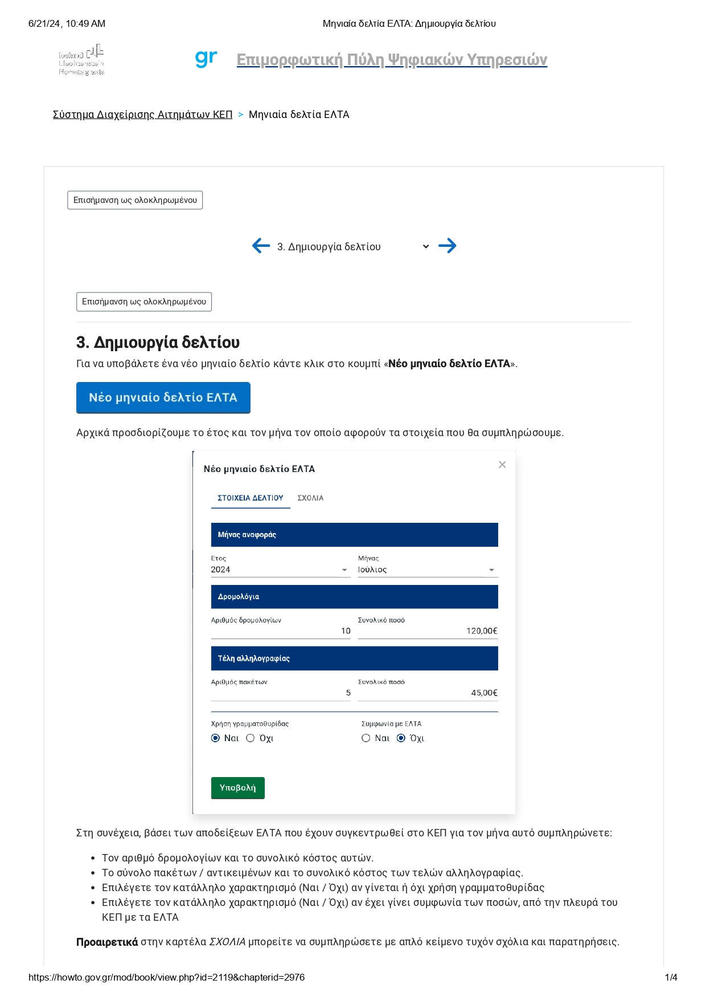 6/21/24, 10:49 AM
Μηνιαία δελτία ΕΛΤΑ: Δημιουργία δελτίου
Iceland
Liechtenstein
Norway grants
gr
Επιμορφωτική Πύλη Ψηφιακών Υπηρεσιών
Σύστημα Διαχείρισης Αιτημάτων ΚΕΠ > Μηνιαία δελτία ΕΛΤΑ
Επισήμανση ως ολοκληρωμένου
3. Δημιουργία δελτίου
Επισήμανση ως ολοκληρωμένου
3. Δημιουργία δελτίου
Για να υποβάλετε ένα νέο μηνιαίο δελτίο κάντε κλικ στο κουμπί «Νέο μηνιαίο δελτίο ΕΛΤΑ».
Νέο μηνιαίο δελτίο ΕΛΤΑ
Αρχικά προσδιορίζουμε το έτος και τον μήνα τον οποίο αφορούν τα στοιχεία που θα συμπληρώσουμε.
Νέο μηνιαίο δελτίο ΕΛΤΑ
ΣΤΟΙΧΕΙΑ ΔΕΛΤΙΟΥ ΣΧΟΛΙΑ
Μήνας αναφοράς
Ετος Μήνας
2024 Ιούλιος
Δρομολόγια
Αριθμός δρομολογίων Συνολικό ποσό
10 120,00€
Τέλη αλληλογραφίας
Αριθμός πακέτων Συνολικό ποσό
5 45,00€
Χρήση γραμματοθυρίδας Συμφωνία με ΕΛΤΑ
Ναι Όχι Ναι Όχι
Υποβολή
Στη συνέχεια, βάσει των αποδείξεων ΕΛΤΑ που έχουν συγκεντρωθεί στο ΚΕΠ για τον μήνα αυτό συμπληρώνετε:
• Τον αριθμό δρομολογίων και το συνολικό κόστος αυτών.
• Το σύνολο πακέτων / αντικειμένων και το συνολικό κόστος των τελών αλληλογραφίας.
• Επιλέγετε τον κατάλληλο χαρακτηρισμό (Ναι / Όχι) αν γίνεται ή όχι χρήση γραμματοθυρίδας
• Επιλέγετε τον κατάλληλο χαρακτηρισμό (Ναι / Όχι) αν έχει γίνει συμφωνία των ποσών, από την πλευρά του
ΚΕΠ με τα ΕΛΤΑ
Προαιρετικά στην καρτέλα ΣΧΟΛΙΑ μπορείτε να συμπληρώσετε με απλό κείμενο τυχόν σχόλια και παρατηρήσεις.
https://howto.gov.gr/mod/book/view.php?id=2119&chapterid=2976
1/4